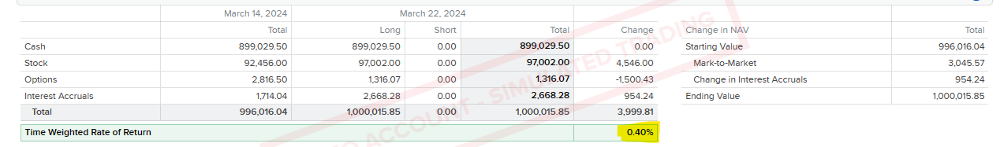 March 14, 2024 March 22, 2024
Total Long Short Total Change Change in NAV Total
Cash 899,029.50 899,029.50 0.00 899,029.50 0.00 Starting Value 996,016.04
Stock 92,456.00 97,002.00 0.00 97,002.00 4,546.00 Mark-to-Market 3,045.57
Options 2,816.50 1,316.07 0.00 1,316.07 -1,500.43 Change in Interest Accruals 954.24
Interest Accruals 1,714.04 2,668.28 0.00 2,668.28 954.24 Ending Value 1,000,015.85
Total 996,016.04 1,000,015.85 0.00 1,000,015.85 3,999.81
Time Weighted Rate of Return 0.40%
ACCOUNT - SIMULATED TRADING